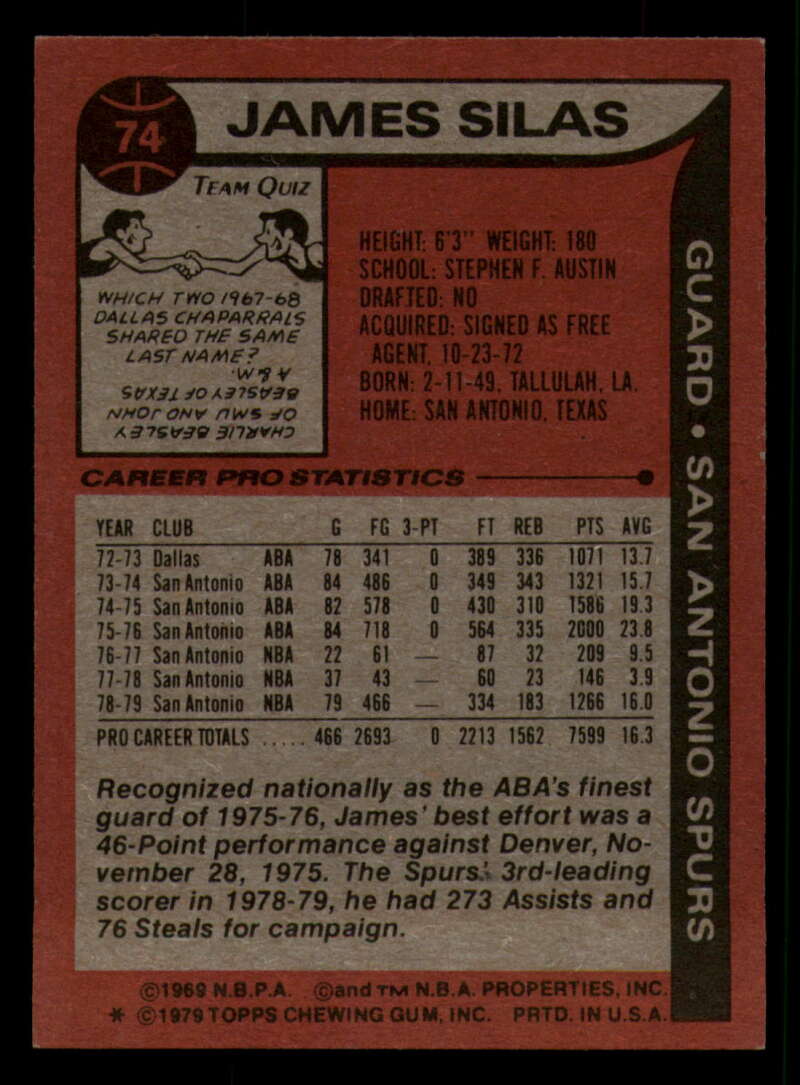 74
JAMES SILAS
TEAM QUIZ
WHICH TWO 1967-68
DALLAS CHAPARRALS
SHARED THE SAME
LAST NAME?
CHARLIE BEASLEY
OF SMU AND JOHN
BEASLEY OF TEXAS
A & M.
HEIGHT: 6'3" WEIGHT: 180
SCHOOL: STEPHEN F. AUSTIN
DRAFTED: NO
ACQUIRED: SIGNED AS FREE
AGENT, 10-23-72
BORN: 2-11-49, TALLULAH, LA.
HOME: SAN ANTONIO, TEXAS
GUARD • SAN ANTONIO SPURS
CAREER PRO STATISTICS
YEAR CLUB G FG 3-PT FT REB PTS AVG
72-73 Dallas ABA 78 341 0 389 336 1071 13.7
73-74 San Antonio ABA 84 486 0 349 343 1321 15.7
74-75 San Antonio ABA 82 578 0 430 310 1586 19.3
75-76 San Antonio ABA 84 718 0 564 335 2000 23.8
76-77 San Antonio NBA 22 61 — 87 32 209 9.5
77-78 San Antonio NBA 37 43 — 60 23 146 3.9
78-79 San Antonio NBA 79 466 — 334 183 1266 16.0
PRO CAREER TOTALS ..... 466 2693 0 2213 1562 7599 16.3
Recognized nationally as the ABA's finest
guard of 1975-76, James' best effort was a
46-Point performance against Denver, No-
vember 28, 1975. The Spurs' 3rd-leading
scorer in 1978-79, he had 273 Assists and
76 Steals for campaign.
©1969 N.B.P.A. ©and TM N.B.A. PROPERTIES, INC.
* ©1979 TOPPS CHEWING GUM, INC. PRTD. IN U.S.A.